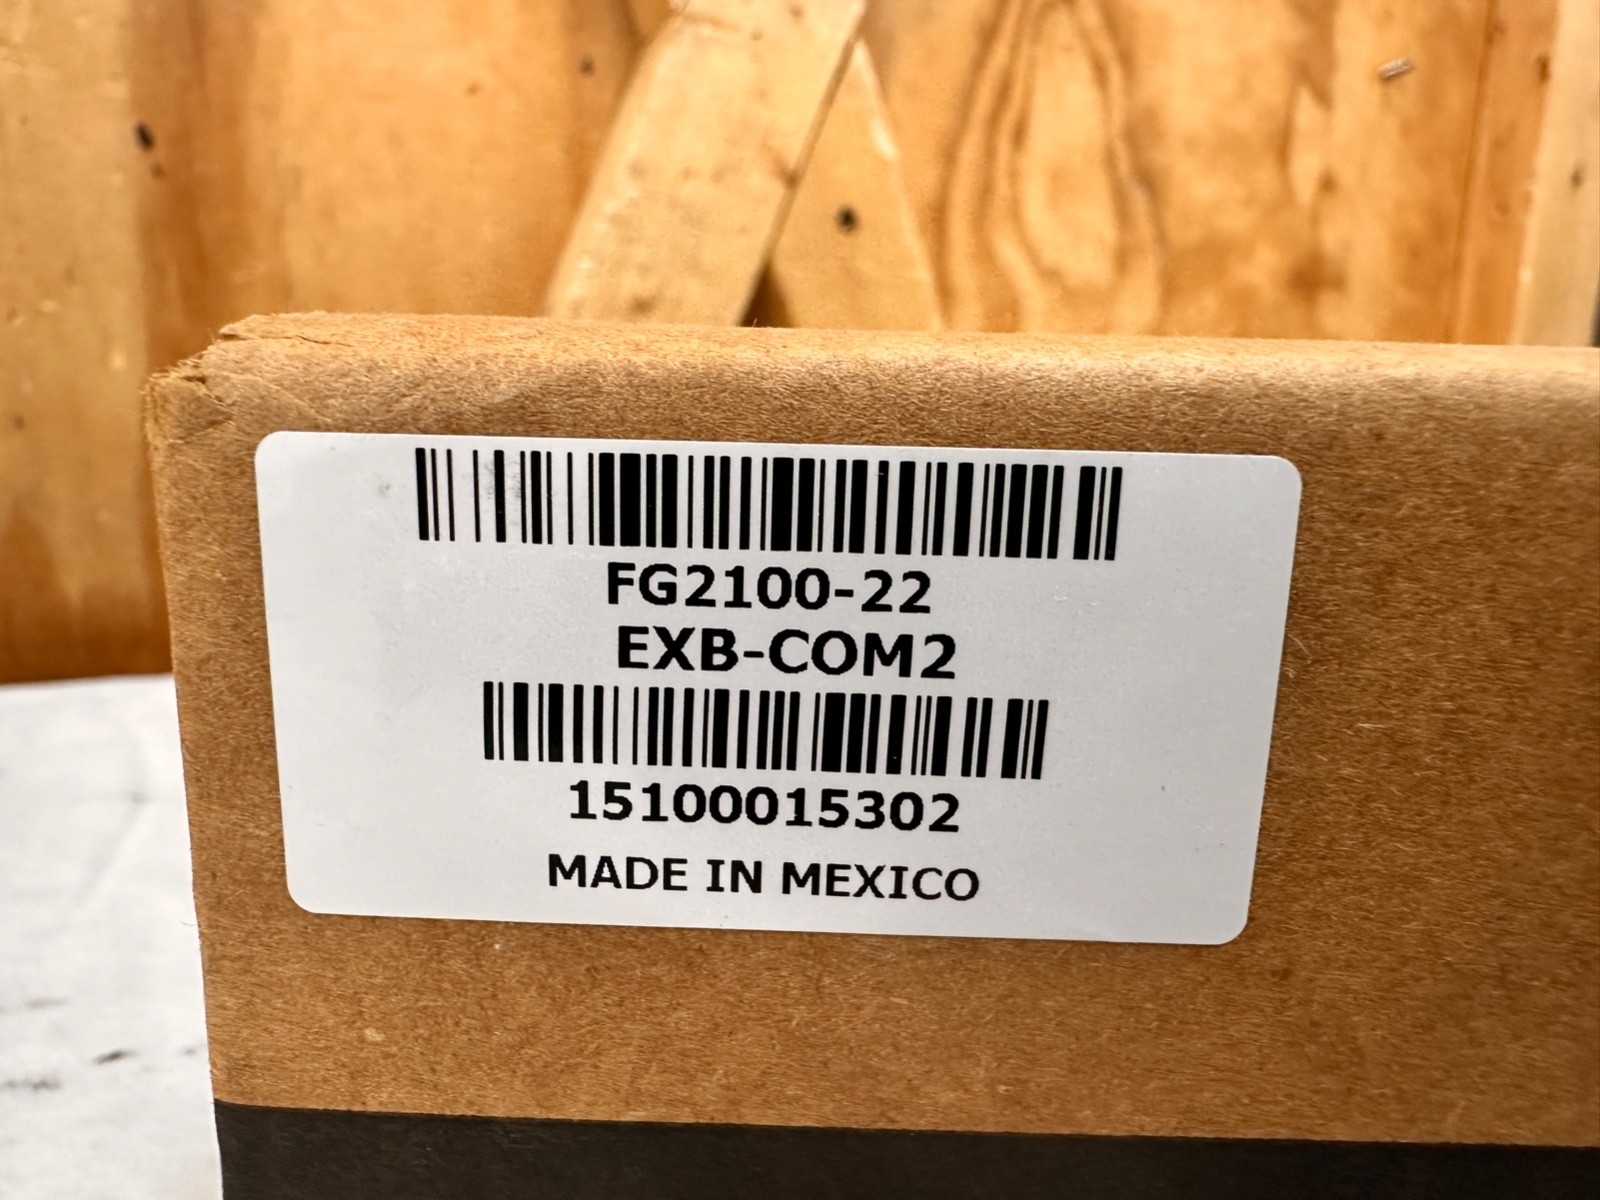 FG2100-22
EXB-COM2
15100015302
MADE IN MEXICO